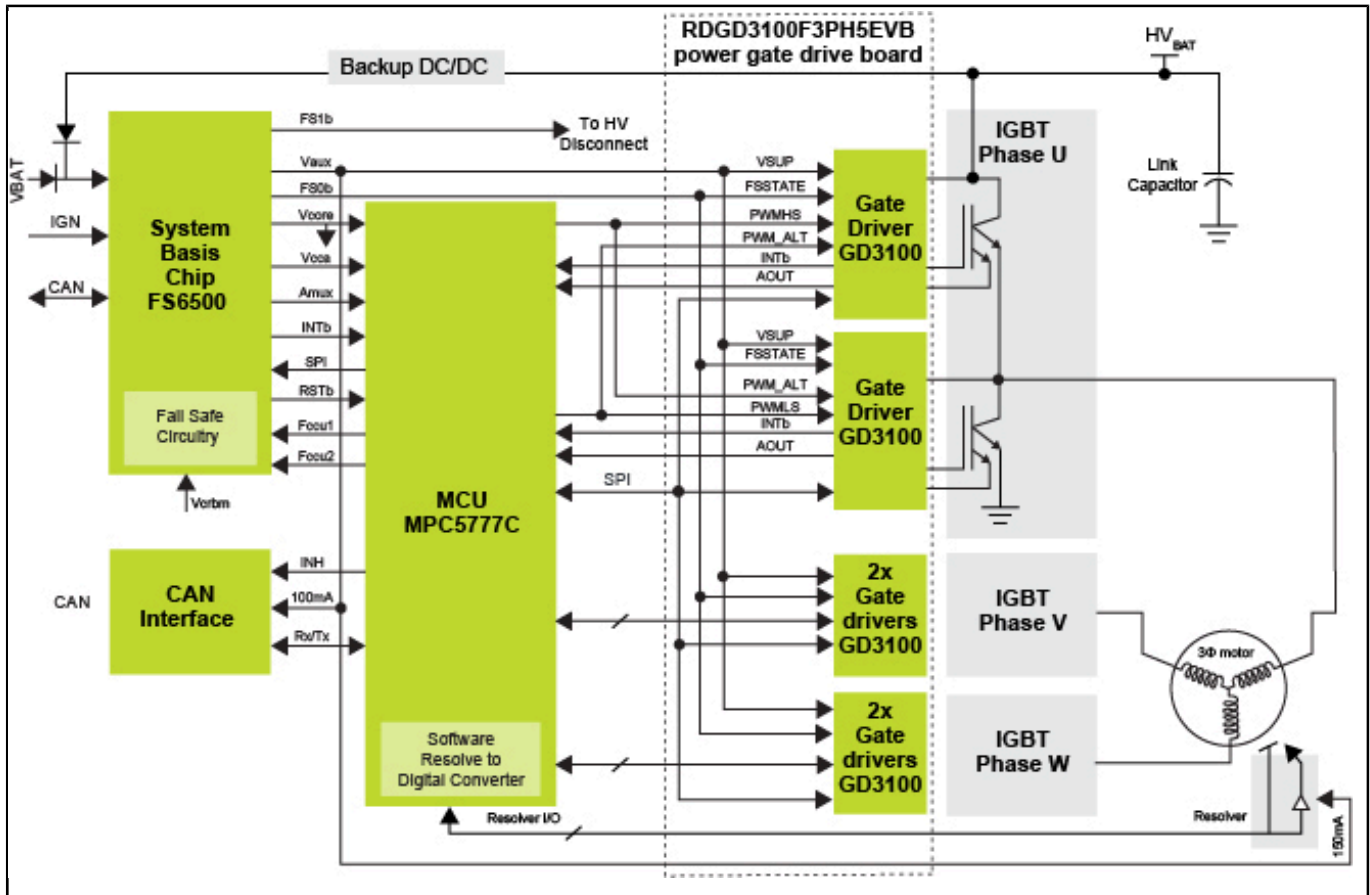 RDGD3100F3PH5EVB
power gate drive board
HV BAT
Backup DC/DC
FS1b
To HV
Disconnect
IGBT
Phase U
Link
Capacitor
VBAT
IGN
CAN
System
Basis
Chip
FS6500
Vaux
FS0b
Vcore
Vcca
Amux
INTb
SPI
RSTb
Fccu1
Fccu2
Fail Safe
Circuitry
Vcrbm
VSUP
FSSTATE
PWMHS
PWM_ALT
INTb
AOUT
Gate
Driver
GD3100
VSUP
FSSTATE
PWM_ALT
PWMLS
INTb
AOUT
SPI
Gate
Driver
GD3100
MCU
MPC5777C
CAN
CAN
Interface
INH
100mA
Rx/Tx
2x
Gate
drivers
GD3100
IGBT
Phase V
3Φ motor
2x
Gate
drivers
GD3100
IGBT
Phase W
Software
Resolve to
Digital Converter
Resolver I/O
Resolver
150mA